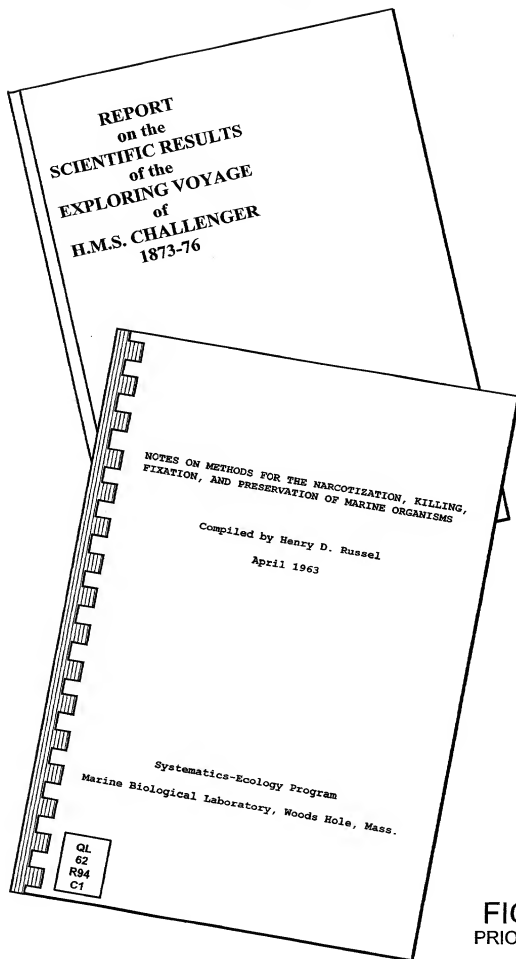 REPORT
on the
SCIENTIFIC RESULTS
of the
EXPLORING VOYAGE
of
H.M.S. CHALLENGER
1873-76
NOTES ON METHODS FOR THE NARCOTIZATION, KILLING,
FIXATION, AND PRESERVATION OF MARINE ORGANISMS
Compiled by Henry D. Russel
April 1963
Systematics-Ecology Program
Marine Biological Laboratory, Woods Hole, Mass.
QL
62
R94
C1